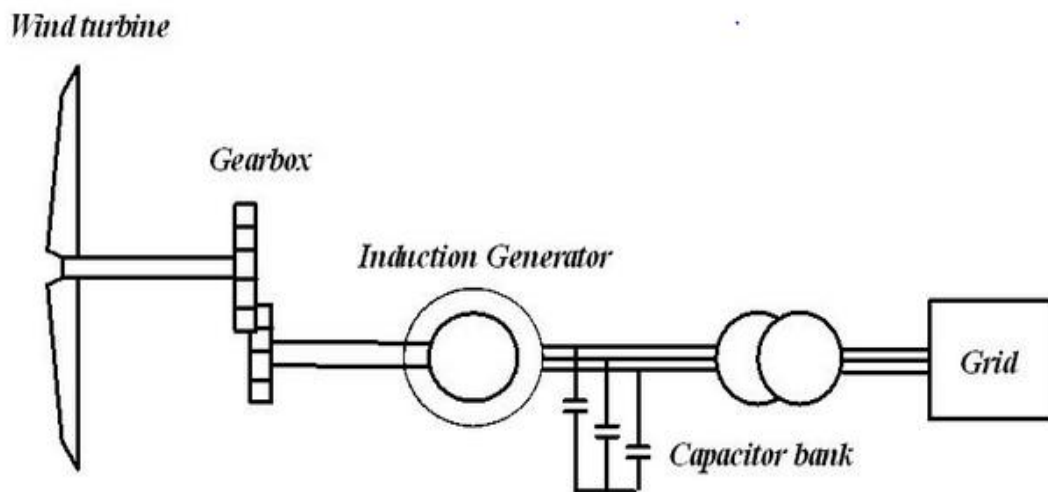 Wind turbine
Gearbox
Induction Generator
Grid
Capacitor bank